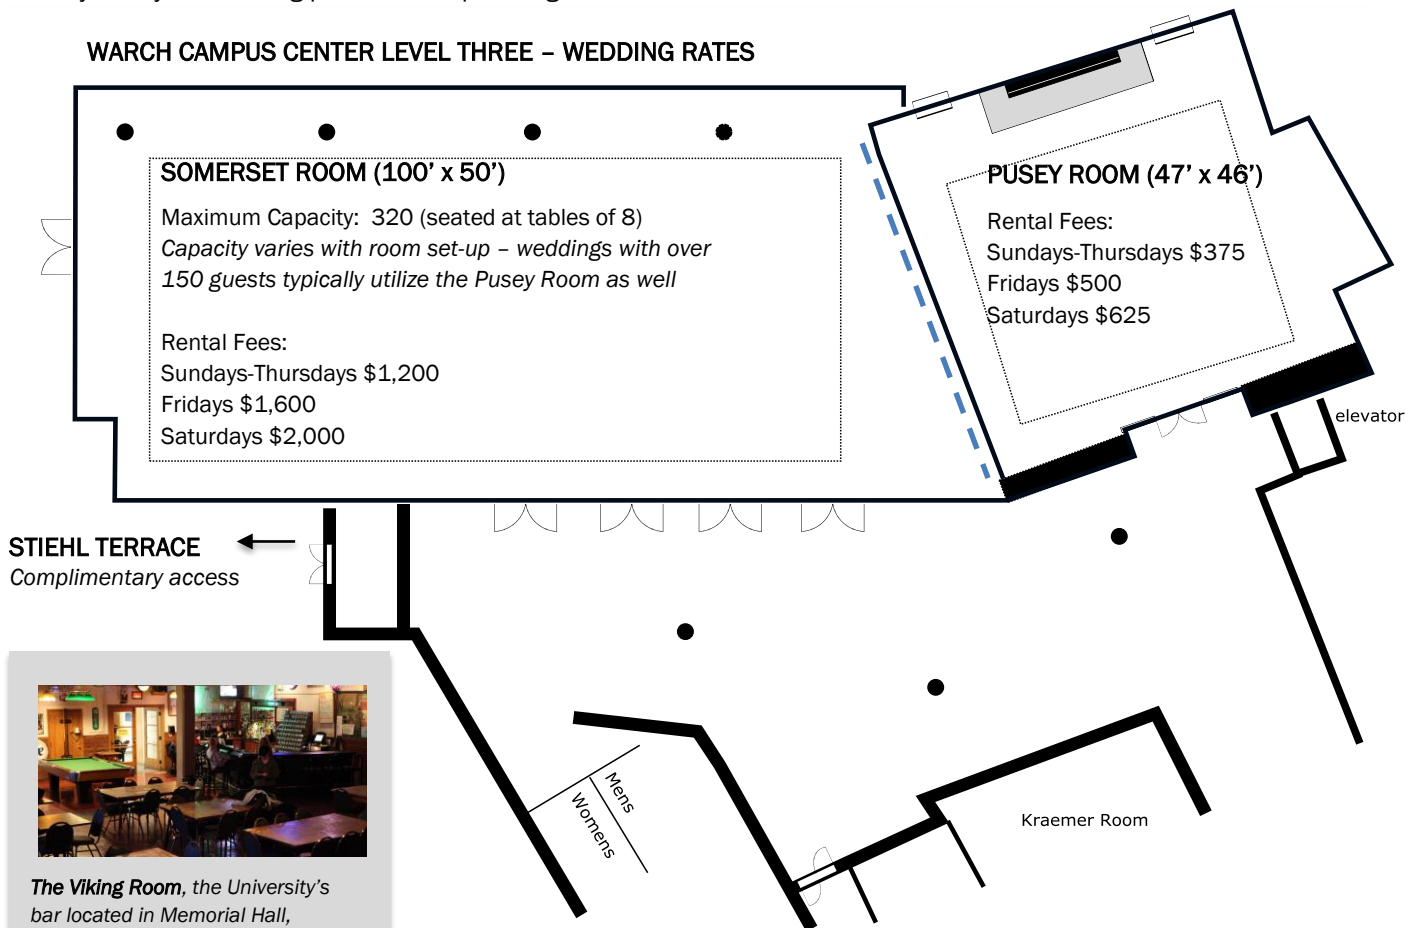 WARCH CAMPUS CENTER LEVEL THREE – WEDDING RATES
SOMERSET ROOM (100’ x 50’)
Maximum Capacity:  320 (seated at tables of 8)
Capacity varies with room set-up – weddings with over
150 guests typically utilize the Pusey Room as well
Rental Fees:
Sundays-Thursdays $1,200
Fridays $1,600
Saturdays $2,000
PUSEY ROOM (47’ x 46’)
Rental Fees:
Sundays-Thursdays $375
Fridays $500
Saturdays $625
elevator
STIEHL TERRACE
Complimentary access
Mens
Womens
Kraemer Room
The Viking Room, the University’s
bar located in Memorial Hall,